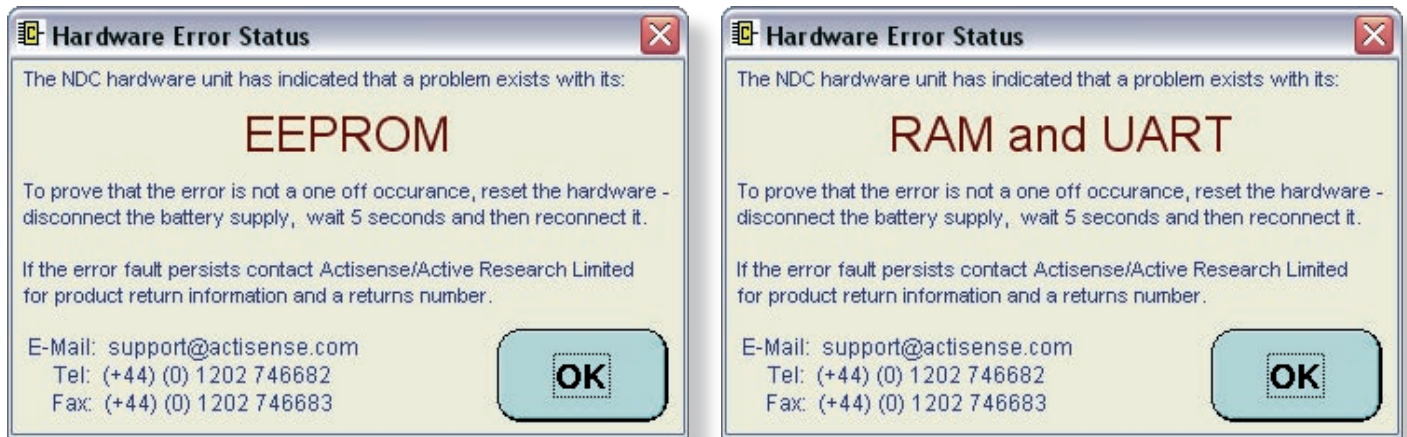 Hardware Error Status
The NDC hardware unit has indicated that a problem exists with its:
EEPROM
To prove that the error is not a one off occurance, reset the hardware -
disconnect the battery supply, wait 5 seconds and then reconnect it.
If the error fault persists contact Actisense/Active Research Limited
for product return information and a returns number.
E-Mail: support@actisense.com
Tel: (+44) (0) 1202 746682
Fax: (+44) (0) 1202 746683
OK
Hardware Error Status
The NDC hardware unit has indicated that a problem exists with its:
RAM and UART
To prove that the error is not a one off occurance, reset the hardware -
disconnect the battery supply, wait 5 seconds and then reconnect it.
If the error fault persists contact Actisense/Active Research Limited
for product return information and a returns number.
E-Mail: support@actisense.com
Tel: (+44) (0) 1202 746682
Fax: (+44) (0) 1202 746683
OK